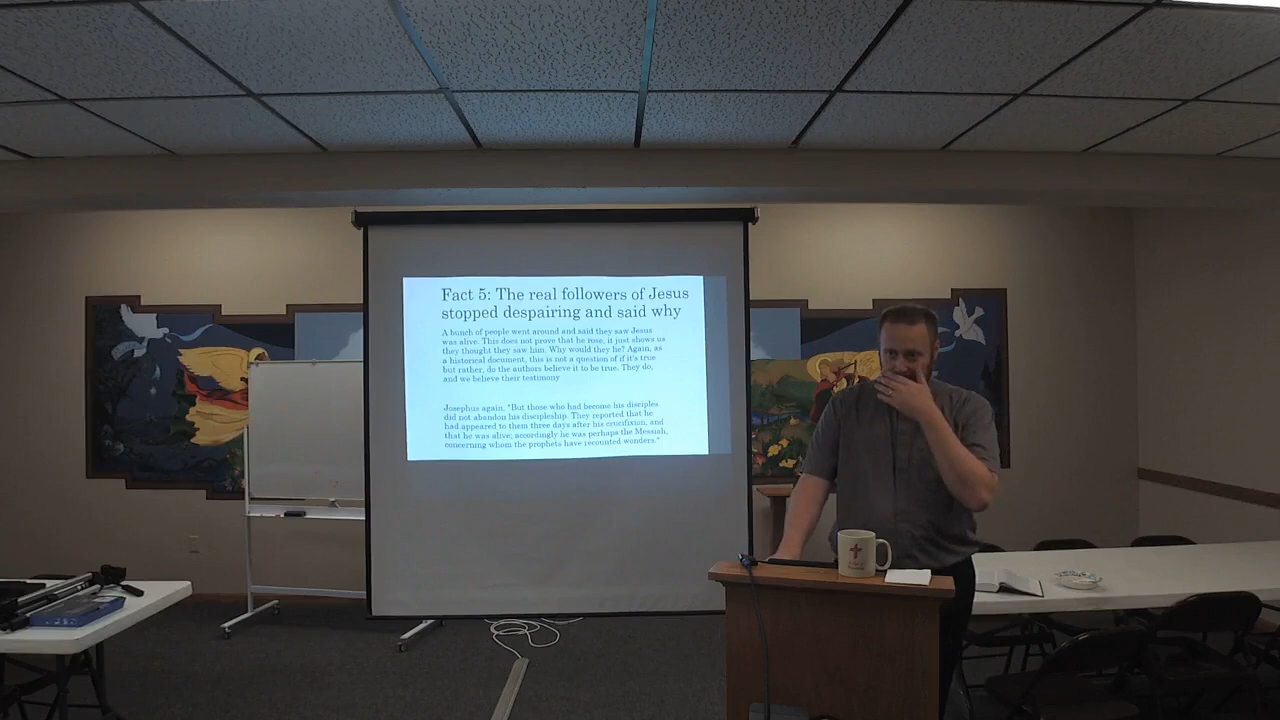 Fact 5: The real followers of Jesus
stopped despairing and said why
A bunch of people went around and said they saw Jesus
was alive. This does not prove that he rose, it just shows us
they thought they saw him. Why would they lie? Again, as
a historical document, this is not a question of if it's true
but rather, do the authors believe it to be true. They do,
and we believe their testimony
Josephus again, "But those who had become his disciples
did not abandon his discipleship. They reported that he
had appeared to them three days after his crucifixion, and
that he was alive; accordingly he was perhaps the Messiah,
concerning whom the prophets have recounted wonders."